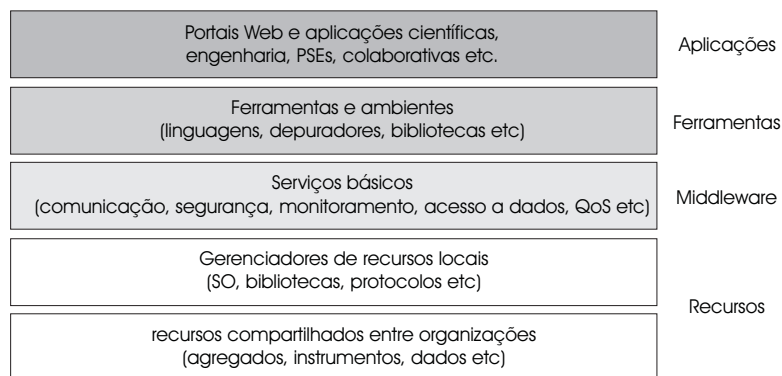 Portais Web e aplicações científicas,
engenharia, PSEs, colaborativas etc.
Aplicações
Ferramentas e ambientes
(linguagens, depuradores, bibliotecas etc)
Ferramentas
Serviços básicos
(comunicação, segurança, monitoramento, acesso a dados, QoS etc)
Middleware
Gerenciadores de recursos locais
(SO, bibliotecas, protocolos etc)
Recursos
recursos compartilhados entre organizações
(agregados, instrumentos, dados etc)